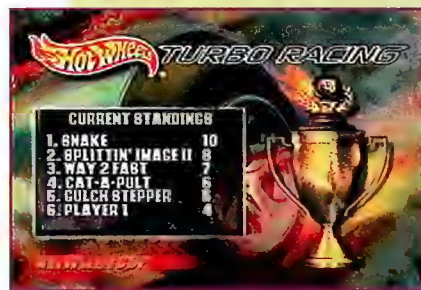 HOT WHEELS TURBO RACING
CURRENT STANDINGS
1. SNAKE 10
2. SPLITTIN' IMAGE II 8
3. WAY 2 FAST 7
4. CAT-A-PULT 6
5. GULCH STEPPER 5
6. PLAYER 1 4